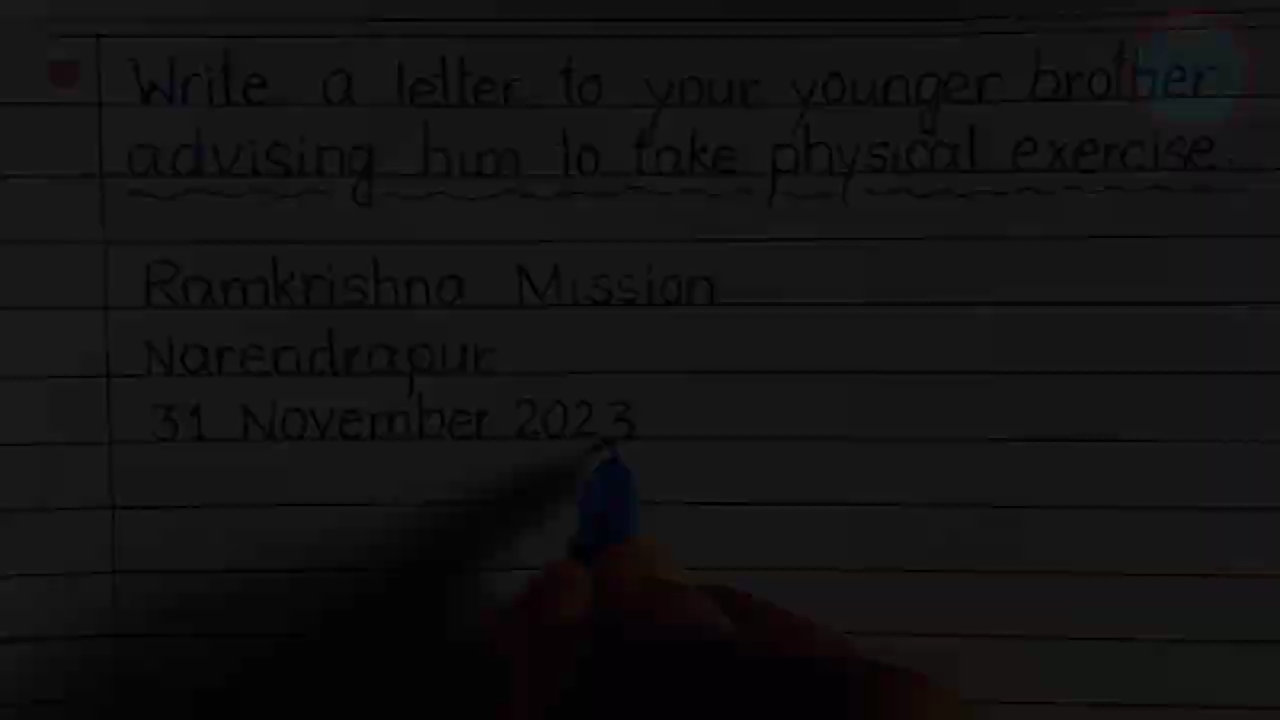 Write a letter to your younger brother
advising him to take physical exercise.
Ramkrishna Mission
Narendrapur
31 November 2023